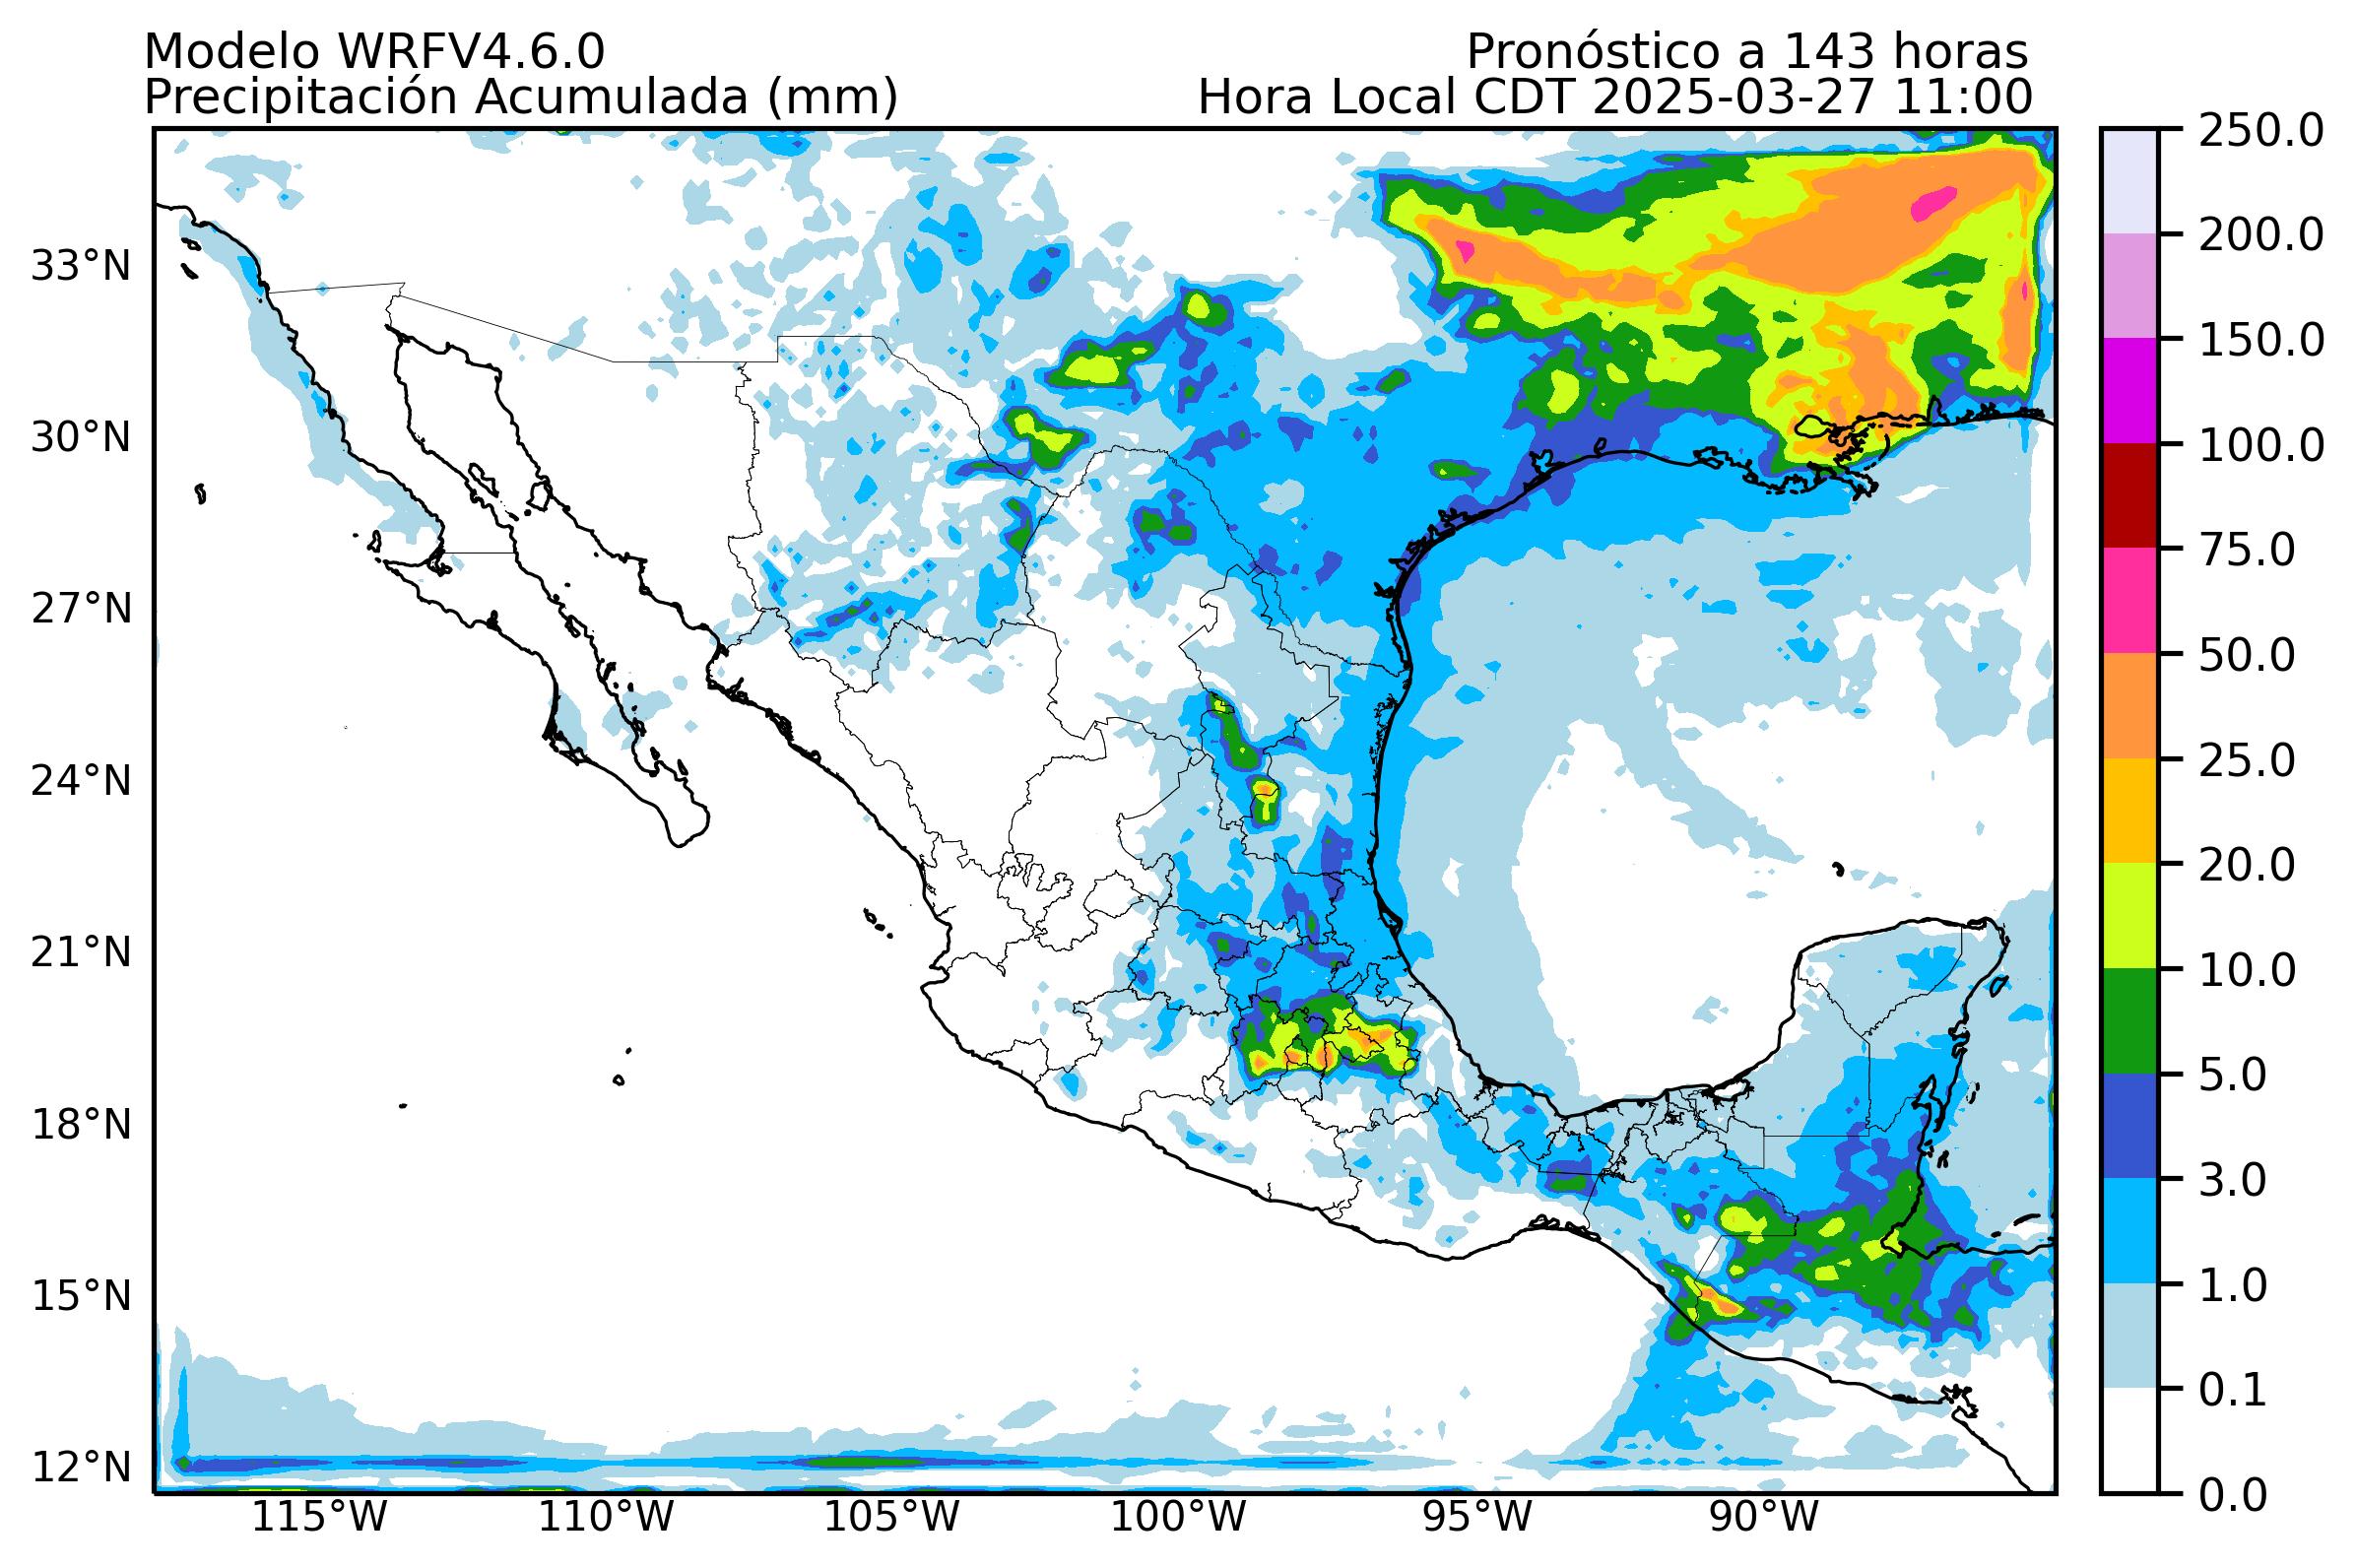 Modelo WRFV4.6.0
Pronóstico a 143 horas
Precipitación Acumulada (mm)
Hora Local CDT 2025-03-27 11:00
33°N
30°N
27°N
24°N
21°N
18°N
15°N
12°N
115°W
110°W
105°W
100°W
95°W
90°W
250.0
200.0
150.0
100.0
75.0
50.0
25.0
20.0
10.0
5.0
3.0
1.0
0.1
0.0